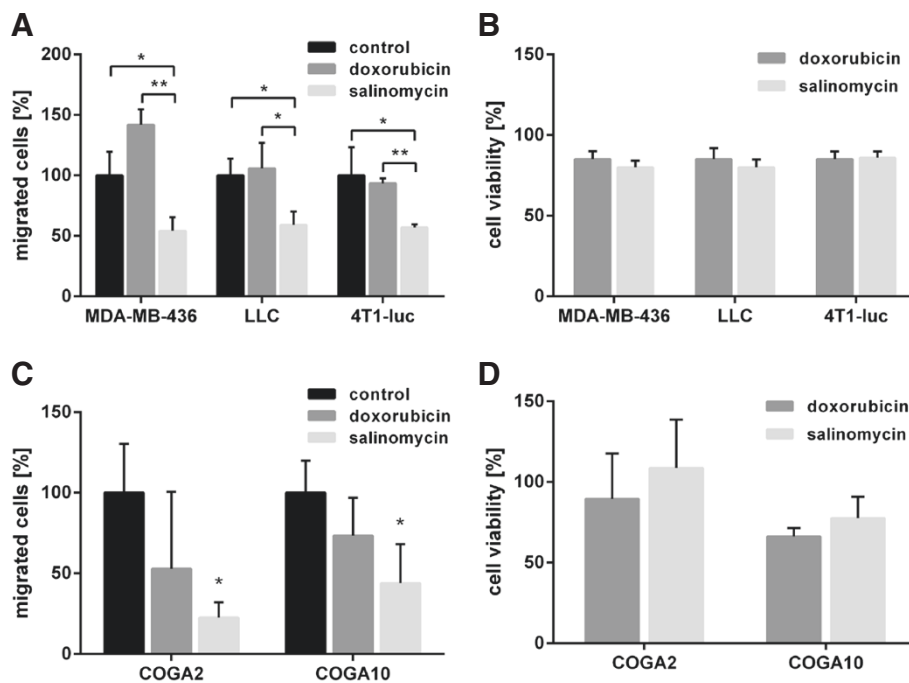 A
migrated cells [%]
200
150
100
50
0
control
doxorubicin
salinomycin
*
**
*
*
*
**
MDA-MB-436 LLC 4T1-luc
B
cell viability [%]
150
100
50
0
doxorubicin
salinomycin
MDA-MB-436 LLC 4T1-luc
C
migrated cells [%]
150
100
50
0
control
doxorubicin
salinomycin
*
*
COGA2 COGA10
D
cell viability [%]
150
100
50
0
doxorubicin
salinomycin
COGA2 COGA10